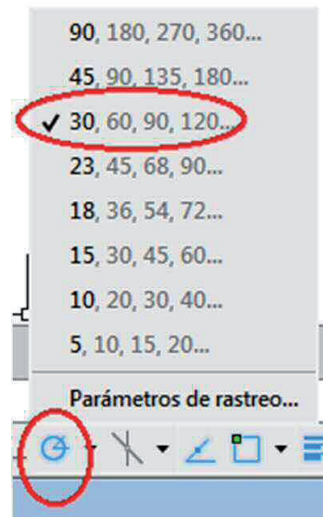 90, 180, 270, 360...
45, 90, 135, 180...
30, 60, 90, 120...
23, 45, 68, 90...
18, 36, 54, 72...
15, 30, 45, 60...
10, 20, 30, 40...
5, 10, 15, 20...
Parámetros de rastreo...